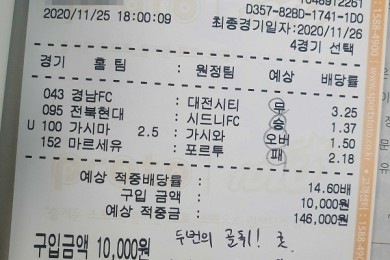 2020/11/25 18:00:09
D357-82BD-1741-1D0
최종경기일자:2020/11/26
4경기 선택
경기 홈 팀 : 원정팀 예상 배당률
043 경남FC : 대전시티 무 3.25
095 전북현대 : 시드니FC 승 1.37
U 100 가시마 2.5 : 가시와 오버 1.50
152 마르세유 : 포르투 패 2.18
예상 적중배당률 : 14.60배
구입 금액 : 10,000원
예상 적중금 : 146,000원
구입금액 10,000원
두번의